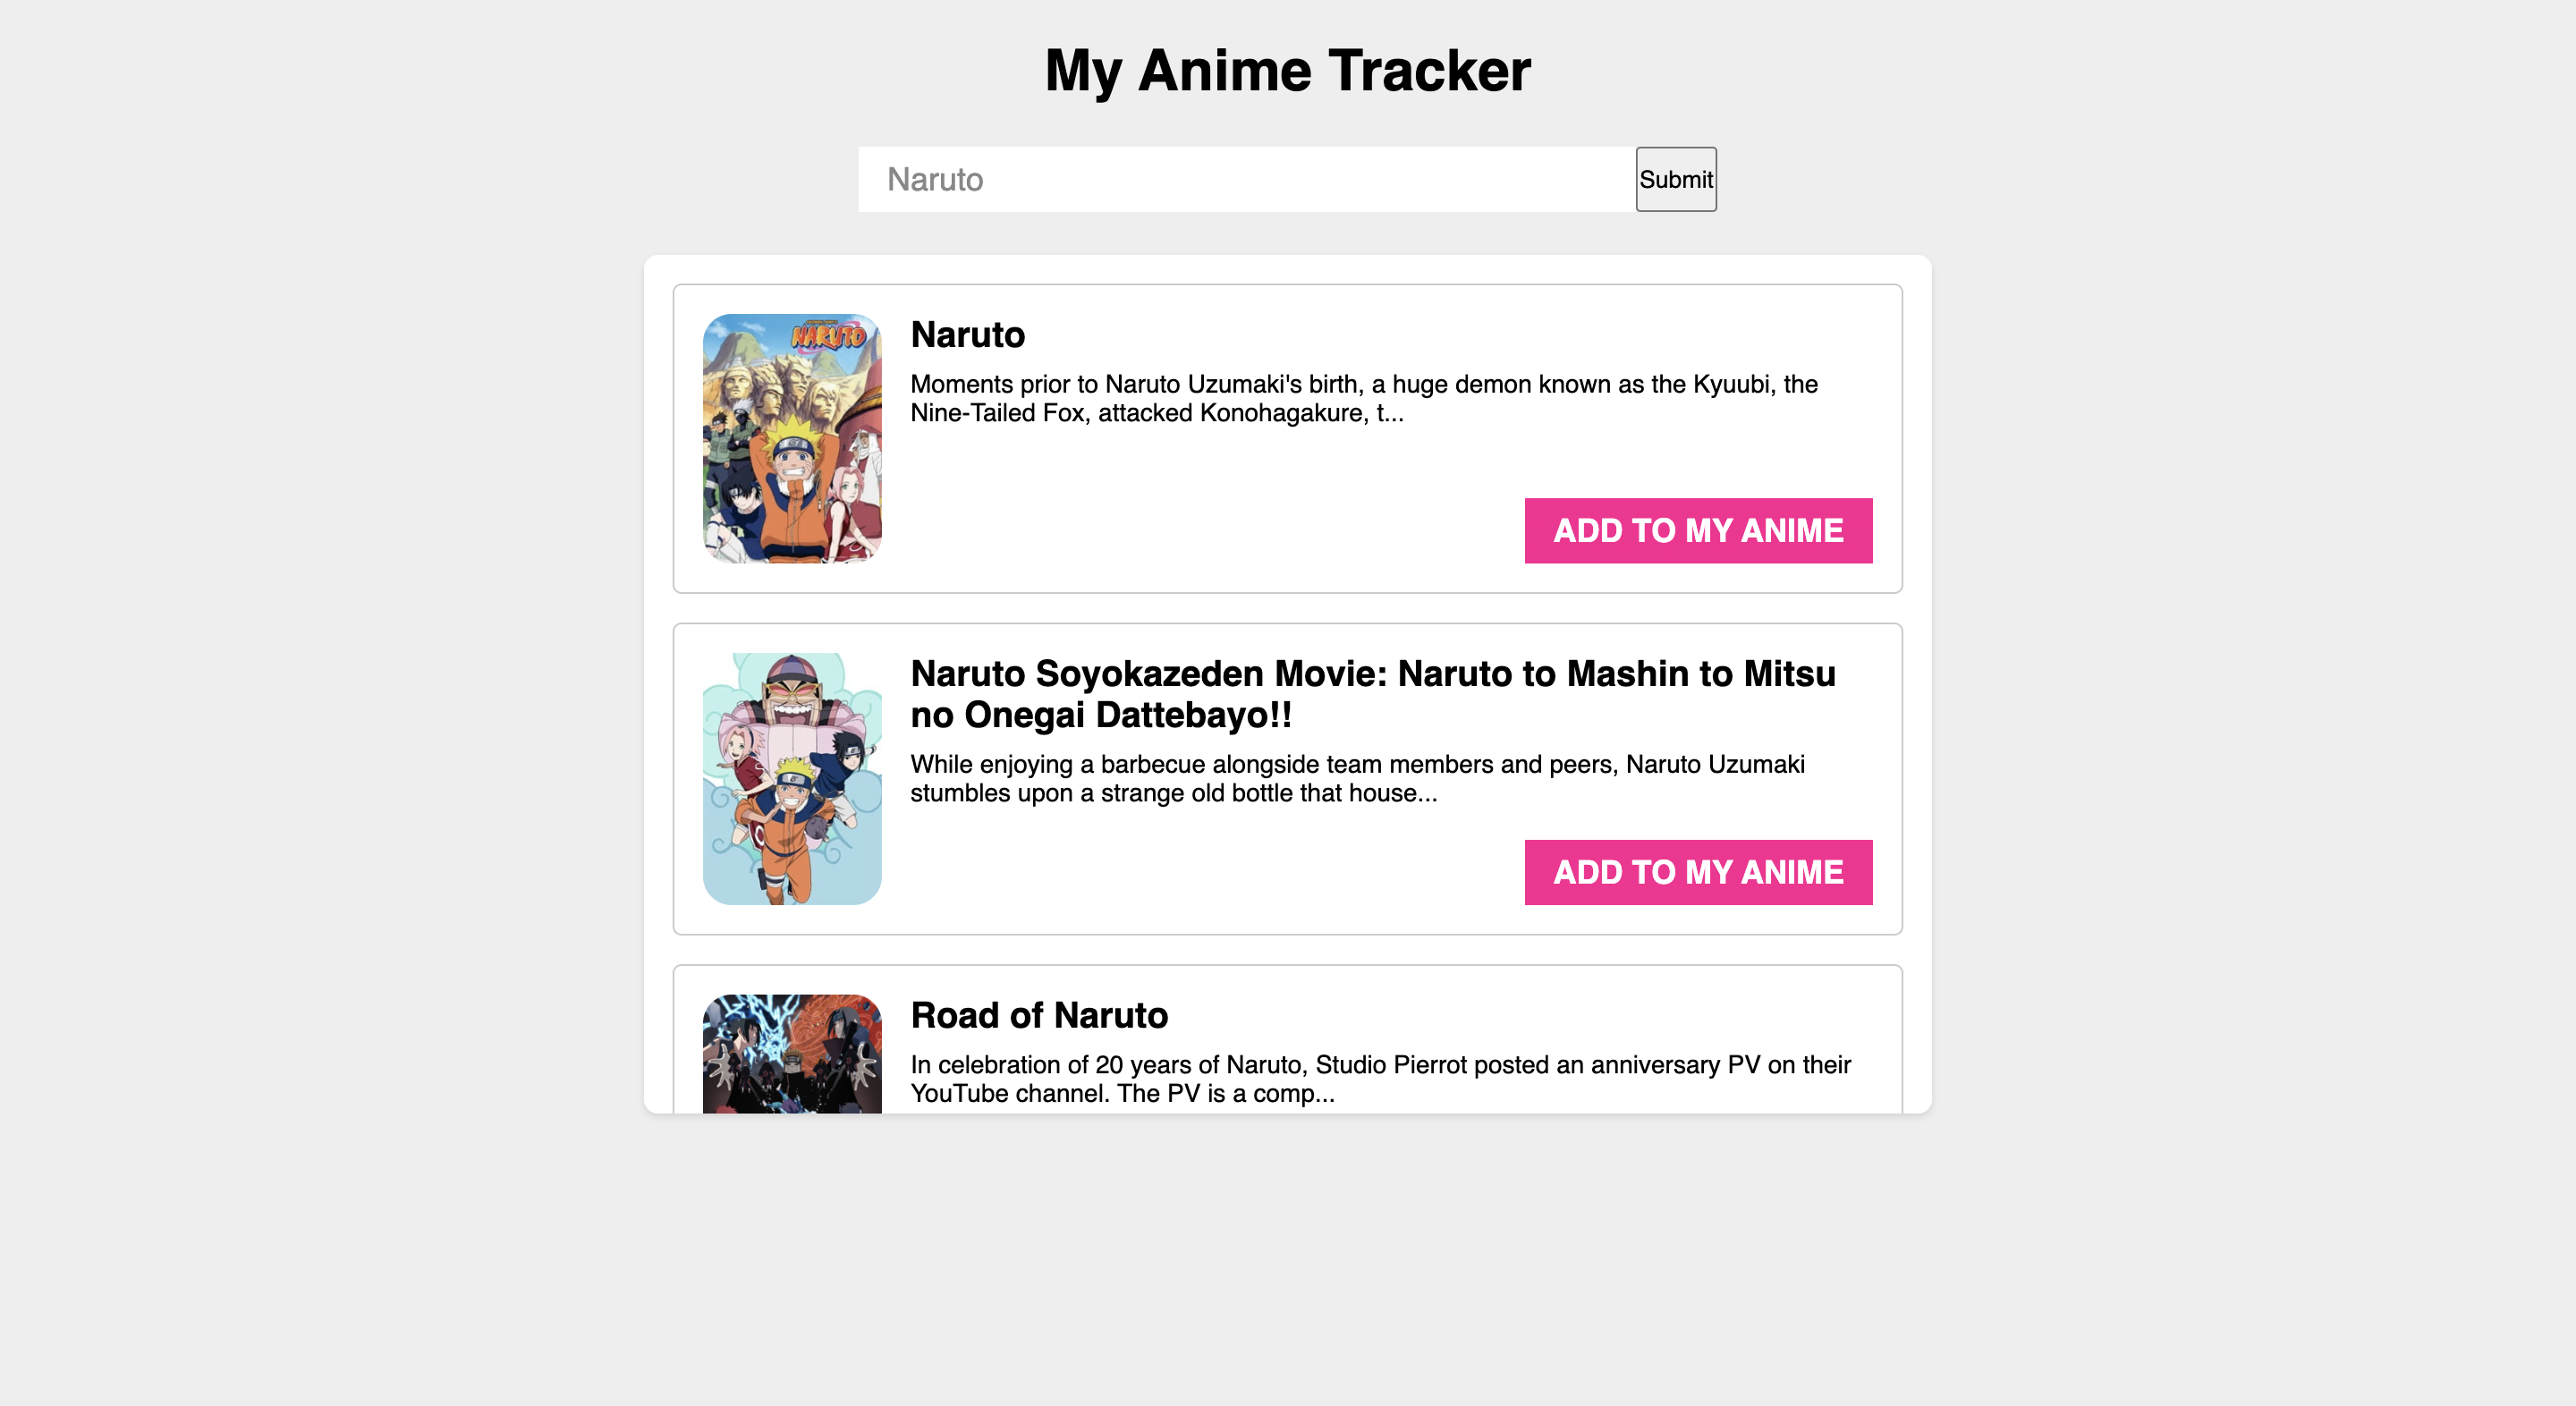 My Anime Tracker
Naruto
Submit
NARUTO
Naruto
Moments prior to Naruto Uzumaki's birth, a huge demon known as the Kyuubi, the
Nine-Tailed Fox, attacked Konohagakure, t...
ADD TO MY ANIME
Naruto Soyokazeden Movie: Naruto to Mashin to Mitsu
no Onegai Dattebayo!!
While enjoying a barbecue alongside team members and peers, Naruto Uzumaki
stumbles upon a strange old bottle that house...
ADD TO MY ANIME
Road of Naruto
In celebration of 20 years of Naruto, Studio Pierrot posted an anniversary PV on their
YouTube channel. The PV is a comp...